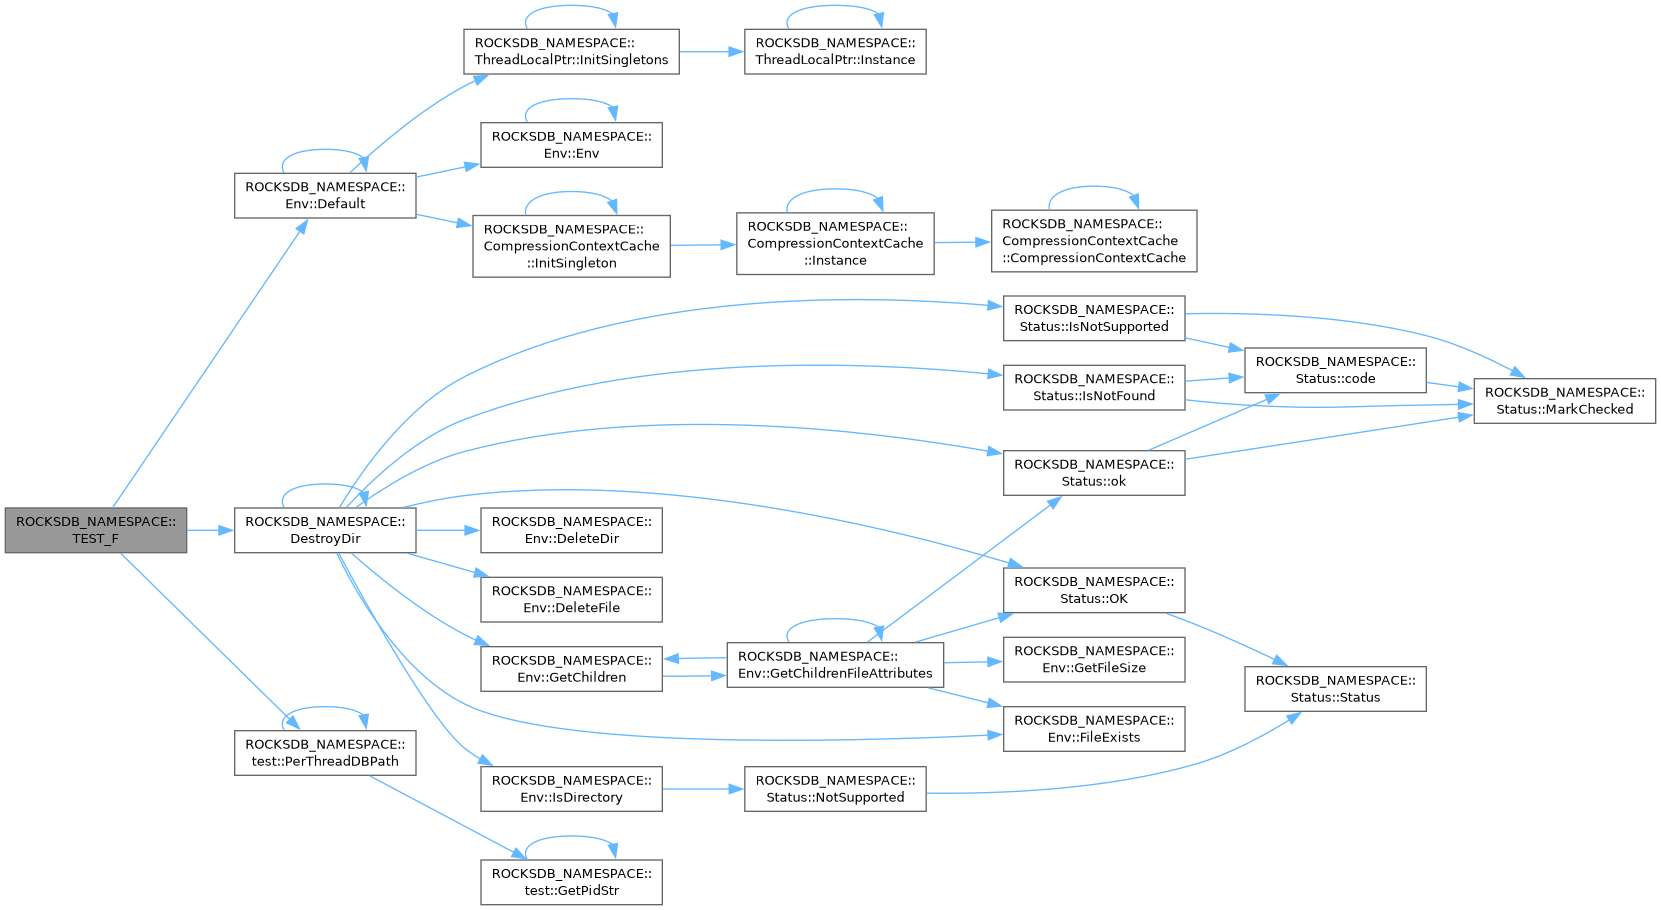 ROCKSDB_NAMESPACE::
ThreadLocalPtr::InitSingletons
ROCKSDB_NAMESPACE::
ThreadLocalPtr::Instance
ROCKSDB_NAMESPACE::
Env::Env
ROCKSDB_NAMESPACE::
Env::Default
ROCKSDB_NAMESPACE::
CompressionContextCache
::InitSingleton
ROCKSDB_NAMESPACE::
CompressionContextCache
::Instance
ROCKSDB_NAMESPACE::
CompressionContextCache
::CompressionContextCache
ROCKSDB_NAMESPACE::
Status::IsNotSupported
ROCKSDB_NAMESPACE::
Status::code
ROCKSDB_NAMESPACE::
Status::IsNotFound
ROCKSDB_NAMESPACE::
Status::MarkChecked
ROCKSDB_NAMESPACE::
Status::ok
ROCKSDB_NAMESPACE::
TEST_F
ROCKSDB_NAMESPACE::
DestroyDir
ROCKSDB_NAMESPACE::
Env::DeleteDir
ROCKSDB_NAMESPACE::
Env::DeleteFile
ROCKSDB_NAMESPACE::
Status::OK
ROCKSDB_NAMESPACE::
Env::GetChildren
ROCKSDB_NAMESPACE::
Env::GetChildrenFileAttributes
ROCKSDB_NAMESPACE::
Env::GetFileSize
ROCKSDB_NAMESPACE::
Status::Status
ROCKSDB_NAMESPACE::
Env::FileExists
ROCKSDB_NAMESPACE::
test::PerThreadDBPath
ROCKSDB_NAMESPACE::
Env::IsDirectory
ROCKSDB_NAMESPACE::
Status::NotSupported
ROCKSDB_NAMESPACE::
test::GetPidStr